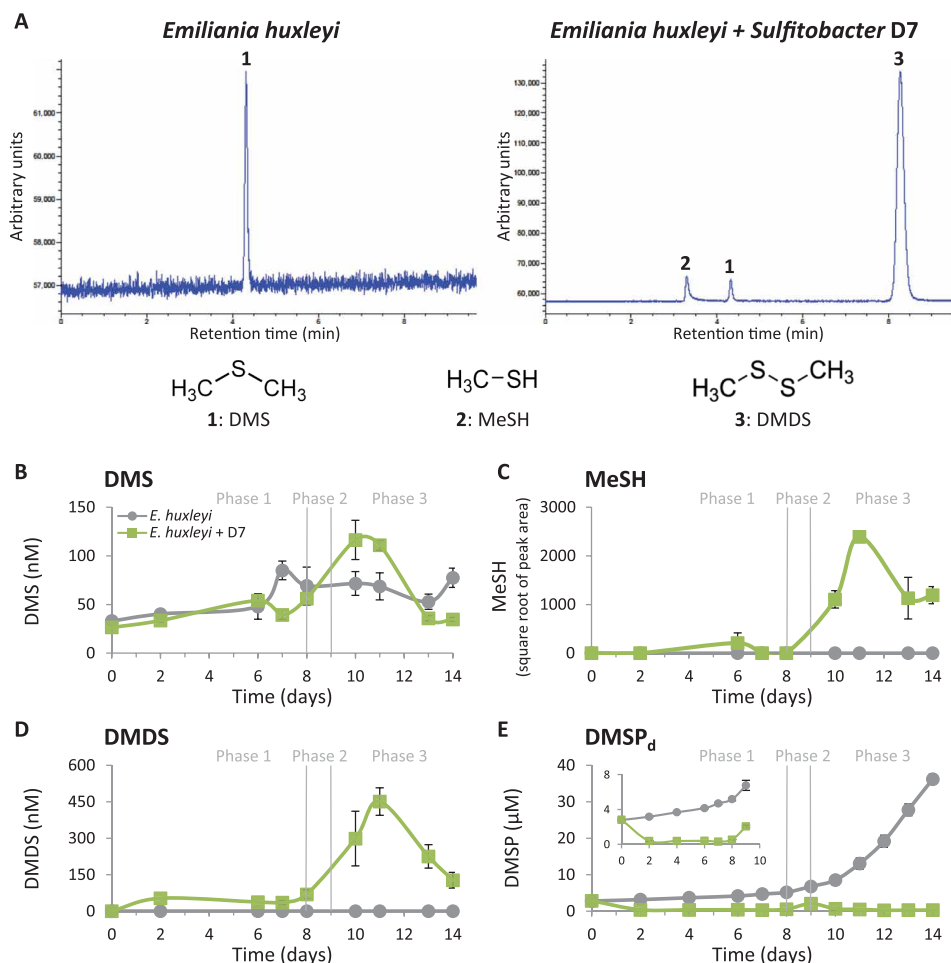 A
Emiliania huxleyi
Emiliania huxleyi + Sulfitobacter D7
1
61,000
60,000
59,000
58,000
57,000
Arbitrary units
0 2 4 6 8
Retention time (min)
3
2
1
130,000
120,000
110,000
100,000
90,000
80,000
70,000
60,000
Arbitrary units
0 2 4 6 8
Retention time (min)
H₃C S CH₃
1: DMS
H₃C–SH
2: MeSH
H₃C S S CH₃
3: DMDS
B
DMS
Phase 1 Phase 2 Phase 3
E. huxleyi
E. huxleyi + D7
150
100
50
0
DMS (nM)
0 2 4 6 8 10 12 14
Time (days)
C
MeSH
Phase 1 Phase 2 Phase 3
3000
2000
1000
0
MeSH
(square root of peak area)
0 2 4 6 8 10 12 14
Time (days)
D
DMDS
Phase 1 Phase 2 Phase 3
600
450
300
150
0
DMDS (nM)
0 2 4 6 8 10 12 14
Time (days)
E
DMSPd
Phase 1 Phase 2 Phase 3
40
30
20
10
0
DMSP (μM)
8
4
0
0 2 4 6 8 10
0 2 4 6 8 10 12 14
Time (days)